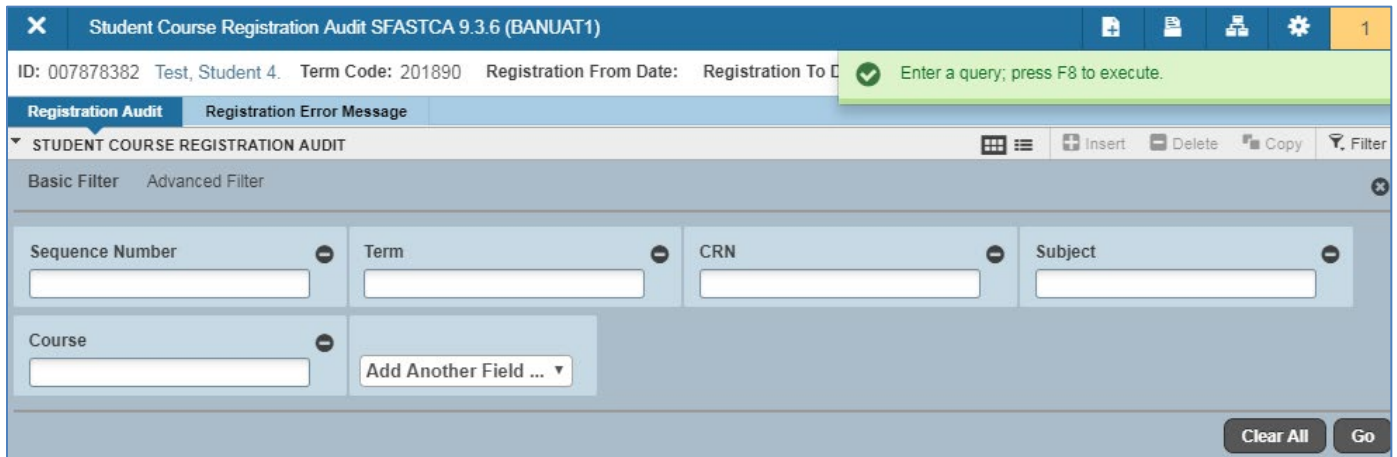 Student Course Registration Audit SFASTCA 9.3.6 (BANUAT1)
1
ID: 007878382 Test, Student 4. Term Code: 201890 Registration From Date: Registration To D
Enter a query; press F8 to execute.
Registration Audit Registration Error Message
STUDENT COURSE REGISTRATION AUDIT Insert Delete Copy Filter
Basic Filter Advanced Filter
Sequence Number Term CRN Subject
Course
Add Another Field ...
Clear All Go